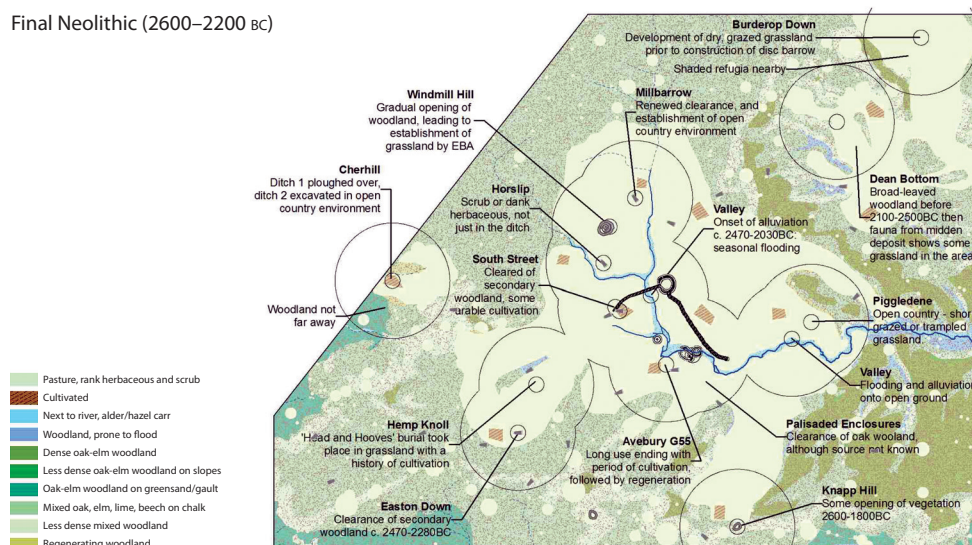 Final Neolithic (2600–2200 BC)
Burderop Down
Development of dry, grazed grassland
prior to construction of disc barrow
Shaded refugia nearby
Windmill Hill
Gradual opening of
woodland, leading to
establishment of
grassland by EBA
Millbarrow
Renewed clearance, and
establishment of open
country environment
Cherhill
Ditch 1 ploughed over,
ditch 2 excavated in open
country environment
Woodland not
far away
Horslip
Scrub or dank
herbaceous, not
just in the ditch
Valley
Onset of alluviation
c. 2470-2030BC:
seasonal flooding
Dean Bottom
Broad-leaved
woodland before
2100-2500BC then
fauna from midden
deposit shows some
grassland in the area
South Street
Cleared of
secondary
woodland, some
urable cultivation
Piggledene
Open country - shor
grazed or trampled
grassland
Valley
Flooding and alluviation
onto open ground
Hemp Knoll
'Head and Hooves' burial took
place in grassland with a
history of cultivation
Avebury G55
Long use ending with
period of cultivation,
followed by regeneration
Palisaded Enclosures
Clearance of oak wooland,
although source not known
Easton Down
Clearance of secondary
woodland c. 2470-2280BC
Knapp Hill
Some opening of vegetation
2600-1800BC
Pasture, rank herbaceous and scrub
Cultivated
Next to river, alder/hazel carr
Woodland, prone to flood
Dense oak-elm woodland
Less dense oak-elm woodland on slopes
Oak-elm woodland on greensand/gault
Mixed oak, elm, lime, beech on chalk
Less dense mixed woodland
Regenerating woodland